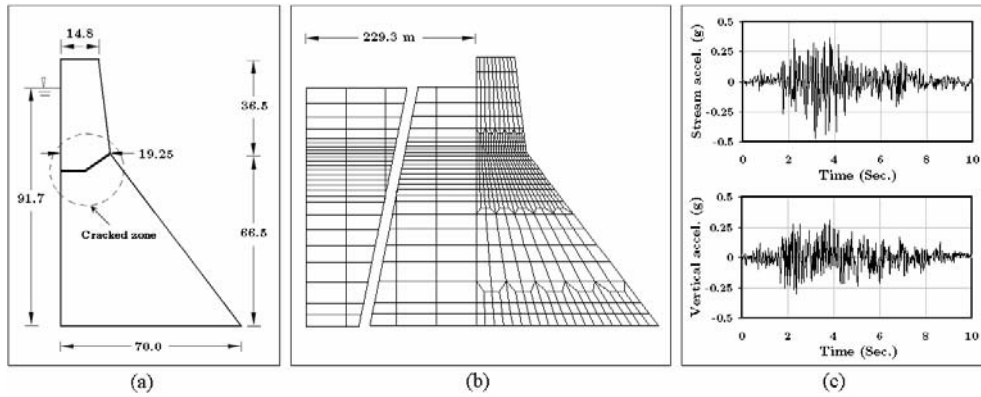 14.8
36.5
19.25
91.7
Cracked zone
66.5
70.0
(a)
229.3 m
(b)
Stream accel. (g)
0.5
0.25
0
-0.25
-0.5
0 2 4 6 8 10
Time (Sec.)
Vertical accel. (g)
0.5
0.25
0
-0.25
-0.5
0 2 4 6 8 10
Time (Sec.)
(c)